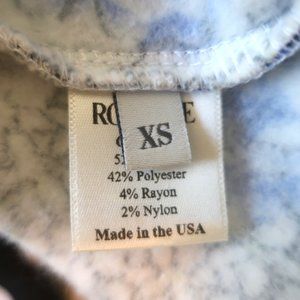 XS
42% Polyester
4% Rayon
2% Nylon
Made in the USA